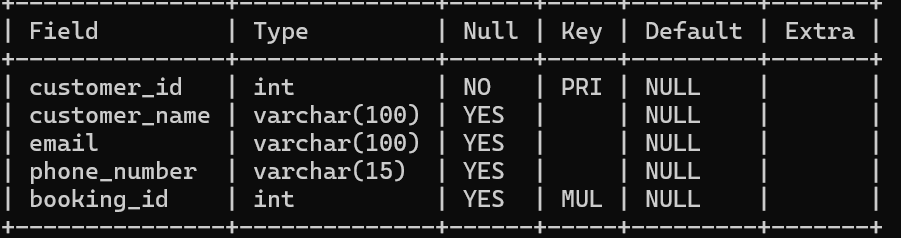 +---------------+--------------+------+-----+---------+-------+
| Field         | Type         | Null | Key | Default | Extra |
+---------------+--------------+------+-----+---------+-------+
| customer_id   | int          | NO   | PRI | NULL    |       |
| customer_name | varchar(100) | YES  |     | NULL    |       |
| email         | varchar(100) | YES  |     | NULL    |       |
| phone_number  | varchar(15)  | YES  |     | NULL    |       |
| booking_id    | int          | YES  | MUL | NULL    |       |
+---------------+--------------+------+-----+---------+-------+